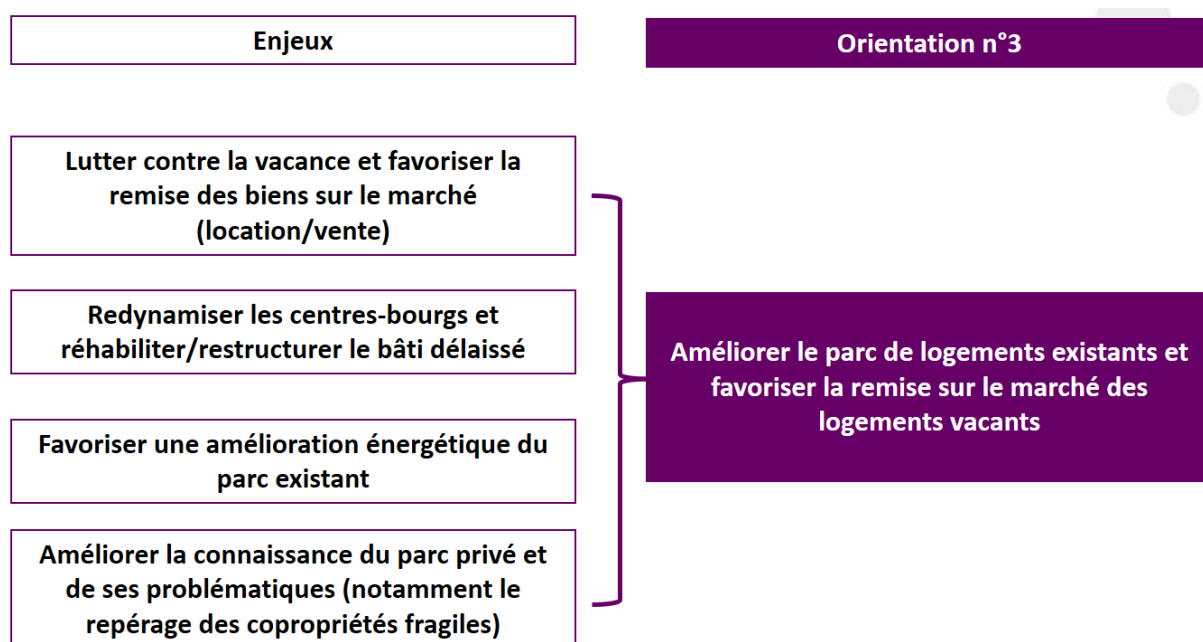 Enjeux
Orientation n°3
Lutter contre la vacance et favoriser la
remise des biens sur le marché
(location/vente)
Redynamiser les centres-bourgs et
réhabiliter/restructurer le bâti délaissé
Favoriser une amélioration énergétique du
parc existant
Améliorer la connaissance du parc privé et
de ses problématiques (notamment le
repérage des copropriétés fragiles)
Améliorer le parc de logements existants et
favoriser la remise sur le marché des
logements vacants